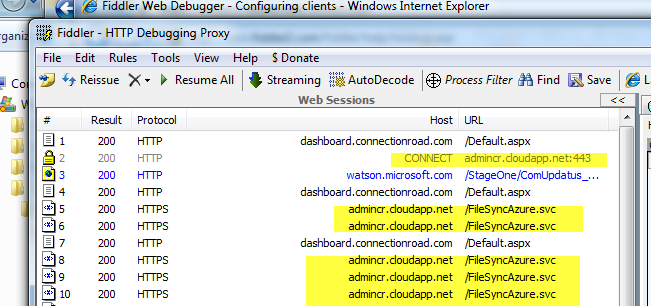 Fiddler Web Debugger - Configuring clients - Windows Internet Explorer
Fiddler - HTTP Debugging Proxy
File Edit Rules Tools View Help $ Donate
Reissue Resume All Streaming AutoDecode Process Filter Find Save
Web Sessions <<
# Result Protocol Host URL
1 200 HTTP dashboard.connectionroad.com /Default.aspx
2 200 HTTP CONNECT admincr.cloudapp.net:443
3 200 HTTP watson.microsoft.com /StageOne/ComUpdatus_...
4 200 HTTP dashboard.connectionroad.com /Default.aspx
5 200 HTTPS admincr.cloudapp.net /FileSyncAzure.svc
6 200 HTTPS admincr.cloudapp.net /FileSyncAzure.svc
7 200 HTTP dashboard.connectionroad.com /Default.aspx
8 200 HTTPS admincr.cloudapp.net /FileSyncAzure.svc
9 200 HTTPS admincr.cloudapp.net /FileSyncAzure.svc
10 200 HTTPS admincr.cloudapp.net /FileSyncAzure.svc